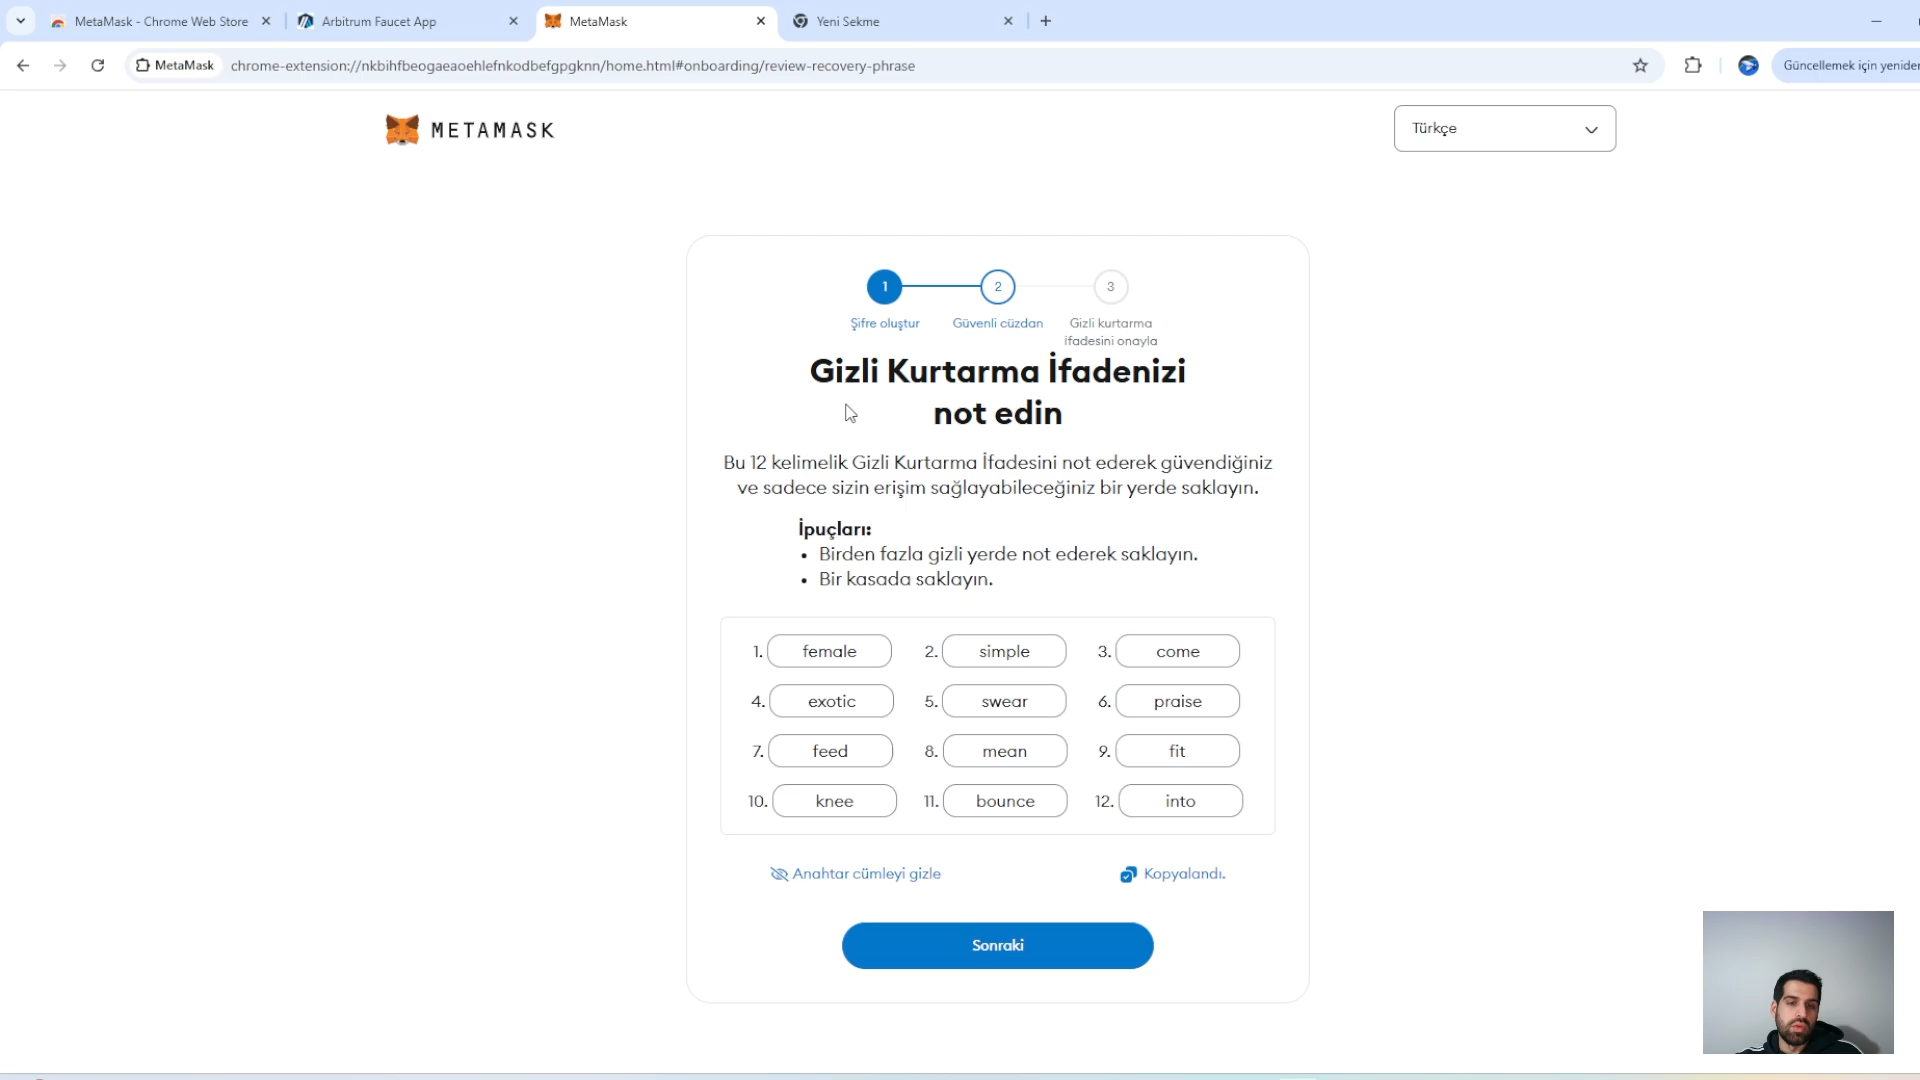 MetaMask - Chrome Web Store
Arbitrum Faucet App
MetaMask
Yeni Sekme
MetaMask
chrome-extension://nkbihfbeogaeaoehlefnkodbefgpgknn/home.html#onboarding/review-recovery-phrase
Güncellemek için yeniden
METAMASK
Türkçe
1
2
3
Şifre oluştur
Güvenli cüzdan
Gizli kurtarma
ifadesini onayla
Gizli Kurtarma İfadenizi
not edin
Bu 12 kelimelik Gizli Kurtarma İfadesini not ederek güvendiğiniz
ve sadece sizin erişim sağlayabileceğiniz bir yerde saklayın.
İpuçları:
• Birden fazla gizli yerde not ederek saklayın.
• Bir kasada saklayın.
1. female 2. simple 3. come
4. exotic 5. swear 6. praise
7. feed 8. mean 9. fit
10. knee 11. bounce 12. into
Anahtar cümleyi gizle
Kopyalandı.
Sonraki